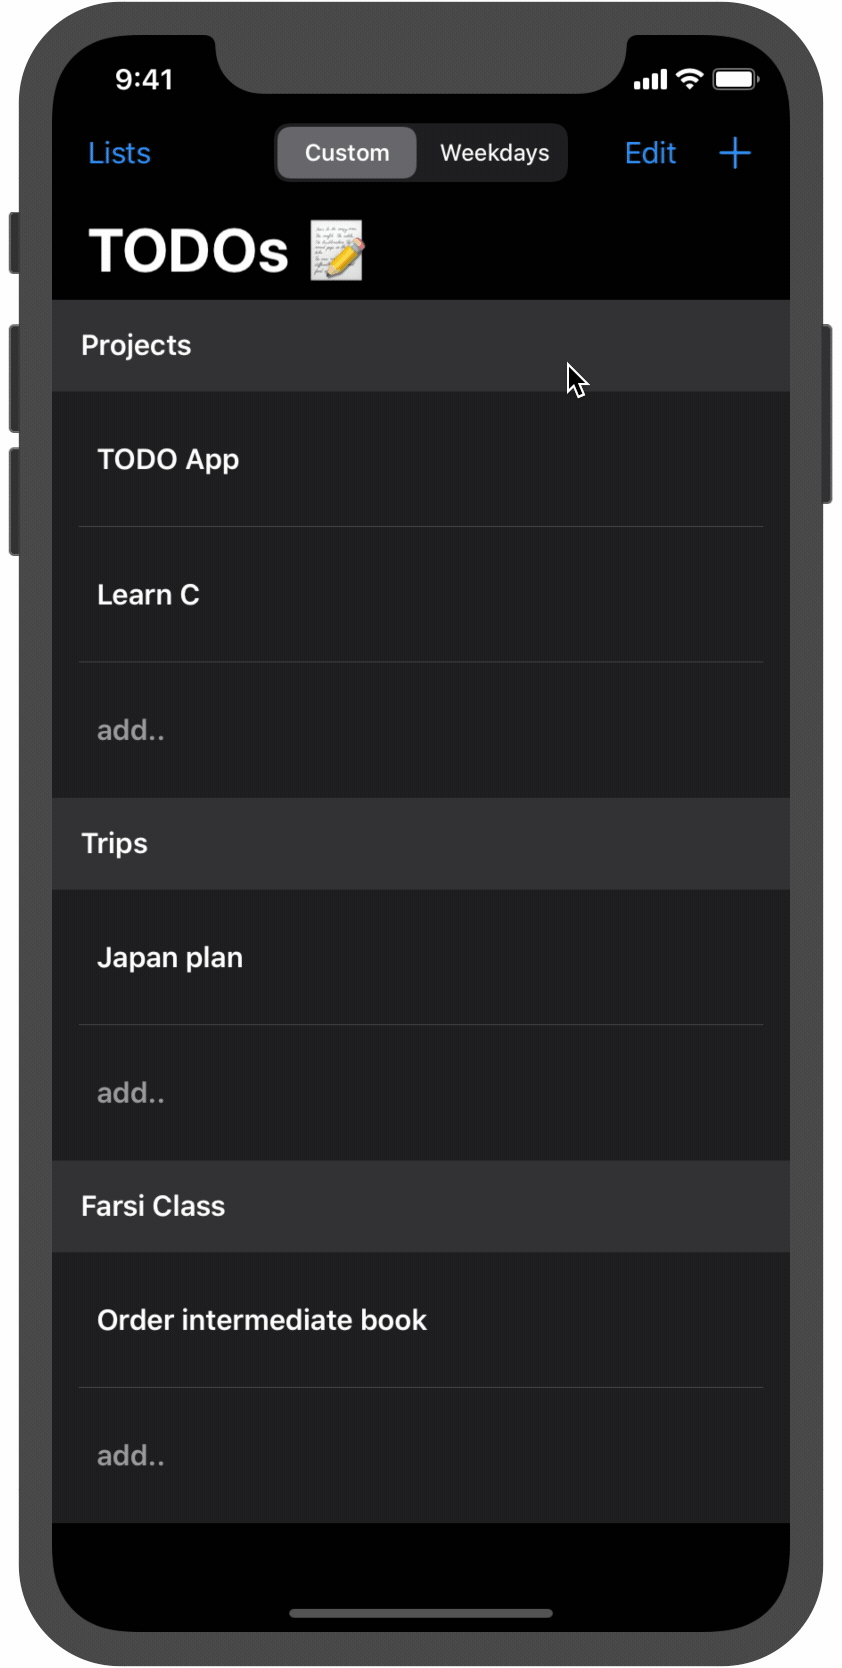 9:41
Lists Custom Weekdays Edit
TODOs 📝
Projects
TODO App
Learn C
add..
Trips
Japan plan
add..
Farsi Class
Order intermediate book
add..